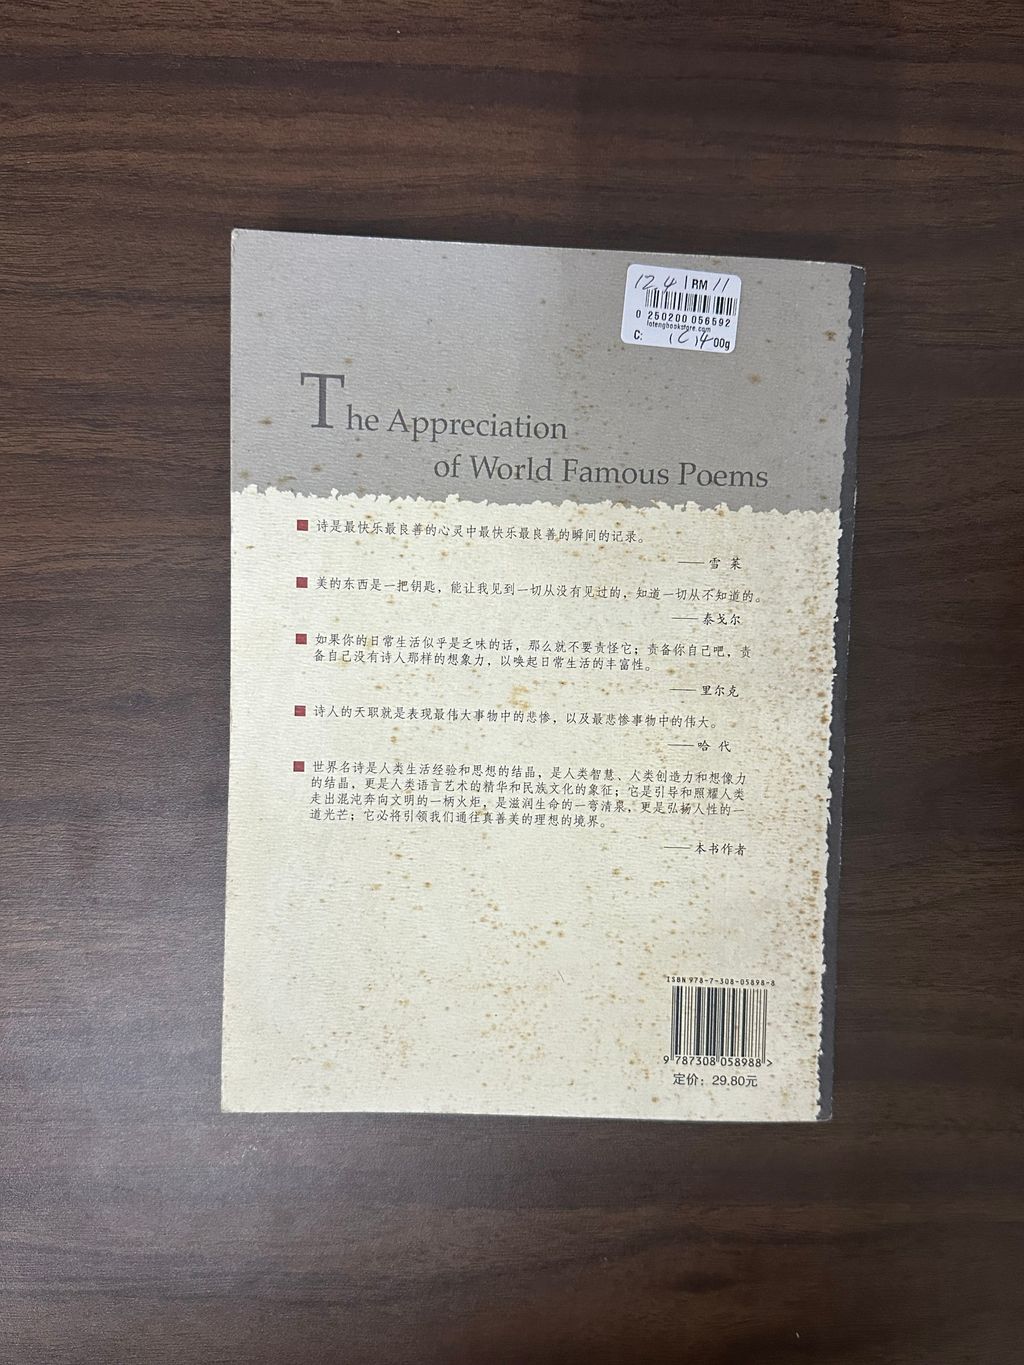 12.4 | RM 11
0 250200 056592
fatengbookstore.com
C: (C)4 00g
The Appreciation
of World Famous Poems
诗是最快乐最良善的心灵中最快乐最良善的瞬间的记录。
——雪 莱
美的东西是一把钥匙，能让我见到一切从没有见过的，知道一切从不知道的。
——泰戈尔
如果你的日常生活似乎是乏味的话，那么就不要责怪它；责备你自己吧，责
备自己没有诗人那样的想象力，以唤起日常生活的丰富性。
——里尔克
诗人的天职就是表现最伟大事物中的悲惨，以及最悲惨事物中的伟大。
——哈 代
世界名诗是人类生活经验和思想的结晶，是人类智慧、人类创造力和想像力
的结晶，更是人类语言艺术的精华和民族文化的象征；它是引导和照耀人类
走出混沌奔向文明的一柄火炬，是滋润生命的一弯清泉，更是弘扬人性的一
道光芒；它必将引领我们通往真善美的理想的境界。
——本书作者
ISBN 978-7-308-05898-8
9 787308 058988 >
定价：29.80元